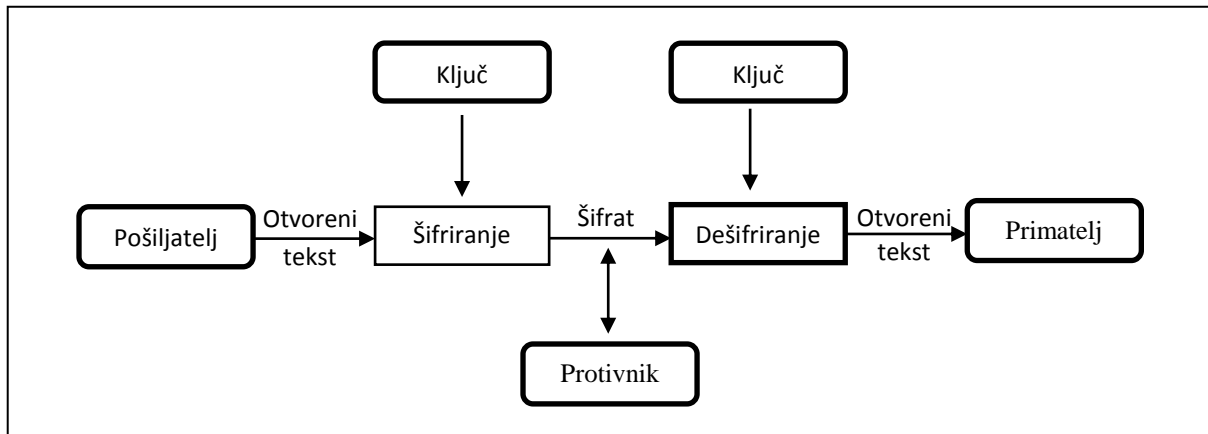 Ključ
Ključ
Pošiljatelj
Otvoreni
tekst
Šifriranje
Šifrat
Dešifriranje
Otvoreni
tekst
Primatelj
Protivnik